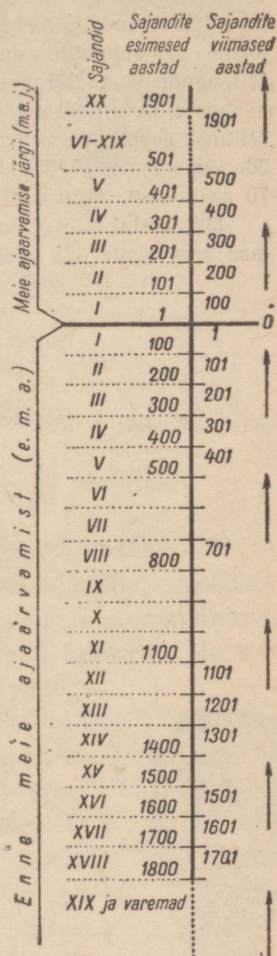 Sajandid
Sajandite esimesed aastad
Sajandite viimased aastad
Meie ajaarvamise järgi (m.a.j.)
XX 1901
1901
VI-XIX
501
V 500
401
IV 400
301
III 300
201
II 200
101
I 100
1
0
I 1
100
II 101
200
III 201
300
IV 301
400
V 401
500
VI
VII
VIII 701
800
IX
X
XI
1100
XII 1101
XIII 1201
XIV 1301
1400
XV
1500
XVI 1501
1600
XVII 1601
1700
XVIII 1701
1800
XIX ja varemad
Enne meie ajaarvamist (e. m. a.)